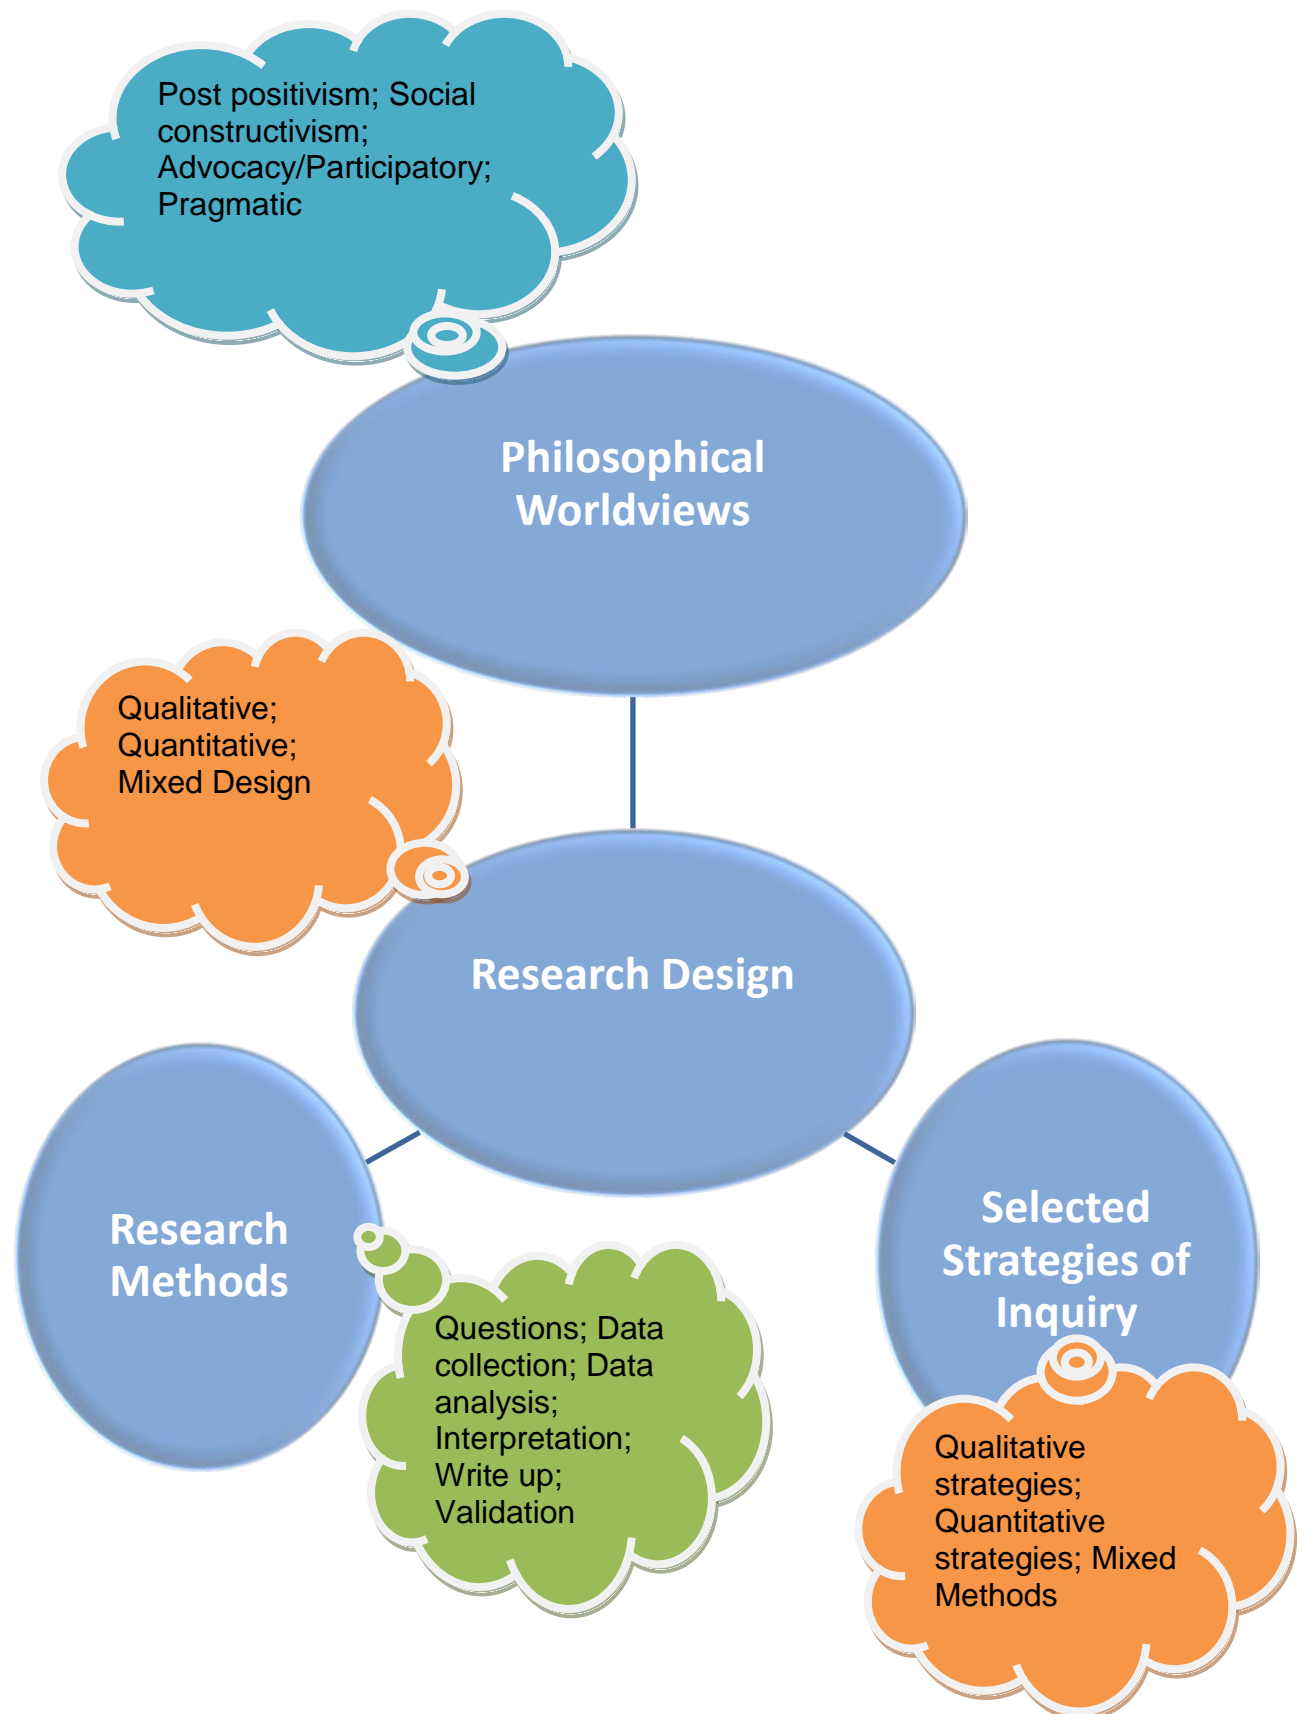 Post positivism; Social
constructivism;
Advocacy/Participatory;
Pragmatic
Philosophical
Worldviews
Qualitative;
Quantitative;
Mixed Design
Research Design
Research
Methods
Selected
Strategies of
Inquiry
Questions; Data
collection; Data
analysis;
Interpretation;
Write up;
Validation
Qualitative
strategies;
Quantitative
strategies; Mixed
Methods